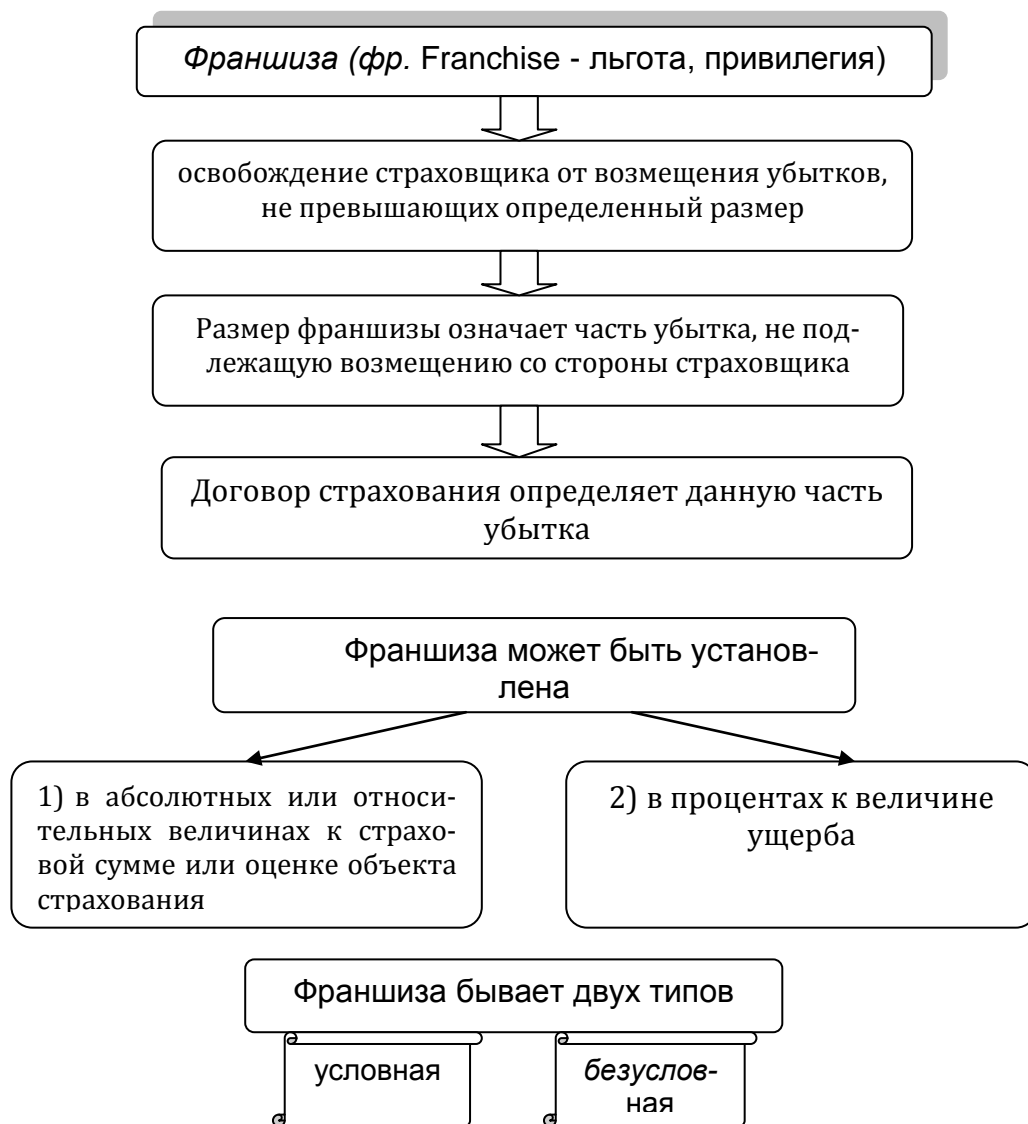 Франшиза (фр. Franchise - льгота, привилегия)
освобождение страховщика от возмещения убытков,
не превышающих определенный размер
Размер франшизы означает часть убытка, не под-
лежащую возмещению со стороны страховщика
Договор страхования определяет данную часть
убытка
Франшиза может быть установ-
лена
1) в абсолютных или относи-
тельных величинах к страхо-
вой сумме или оценке объекта
страхования
2) в процентах к величине
ущерба
Франшиза бывает двух типов
условная
безуслов-
ная